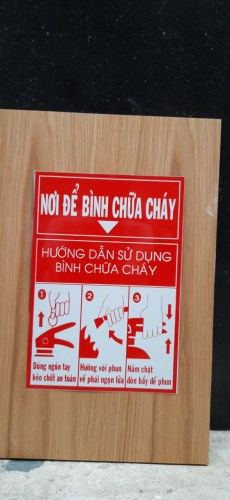 NƠI ĐỂ BÌNH CHỮA CHÁY
HƯỚNG DẪN SỬ DỤNG
BÌNH CHỮA CHÁY
1 2 3
Dùng ngón tay
kéo chốt an toàn
Hướng vòi phun
về phải ngọn lửa
Nắm chặt
đòn bẩy để phun